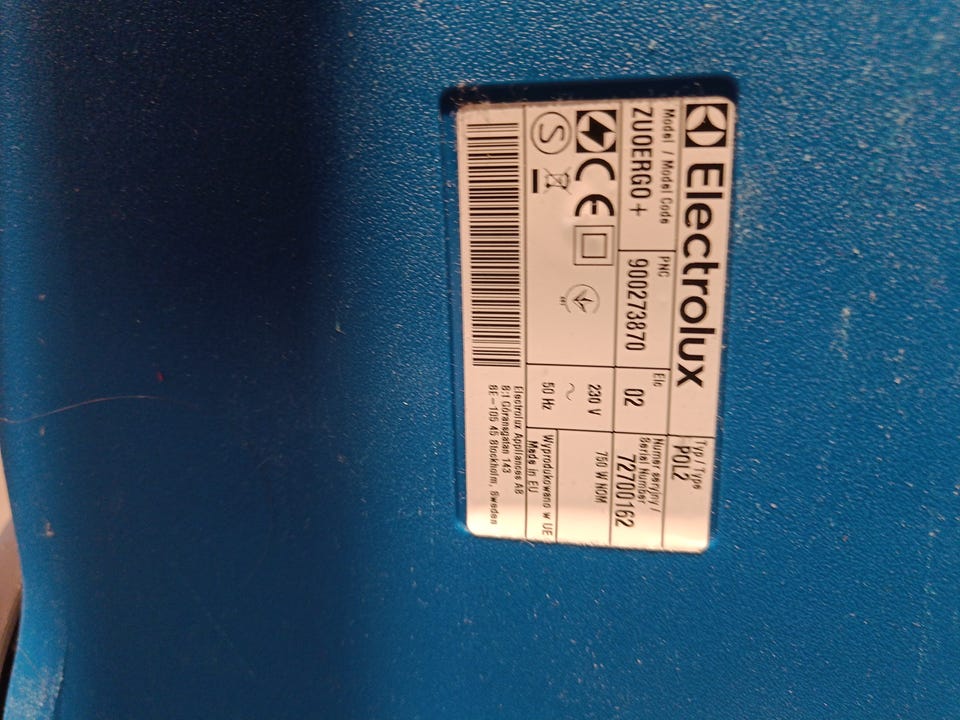 Electrolux
Typ / Type
POL2
Model / Model Code
ZUOERGO+
PNC
900273870
Elc
02
Numer seryjny /
Serial Number
72700162
230 V
~
50 Hz
750 W NOM
S
CE
Wyprodukowano w UE
Made in EU
Electrolux Appliances AB
S:t Göransgatan 143
SE-105 45 Stockholm, Sweden